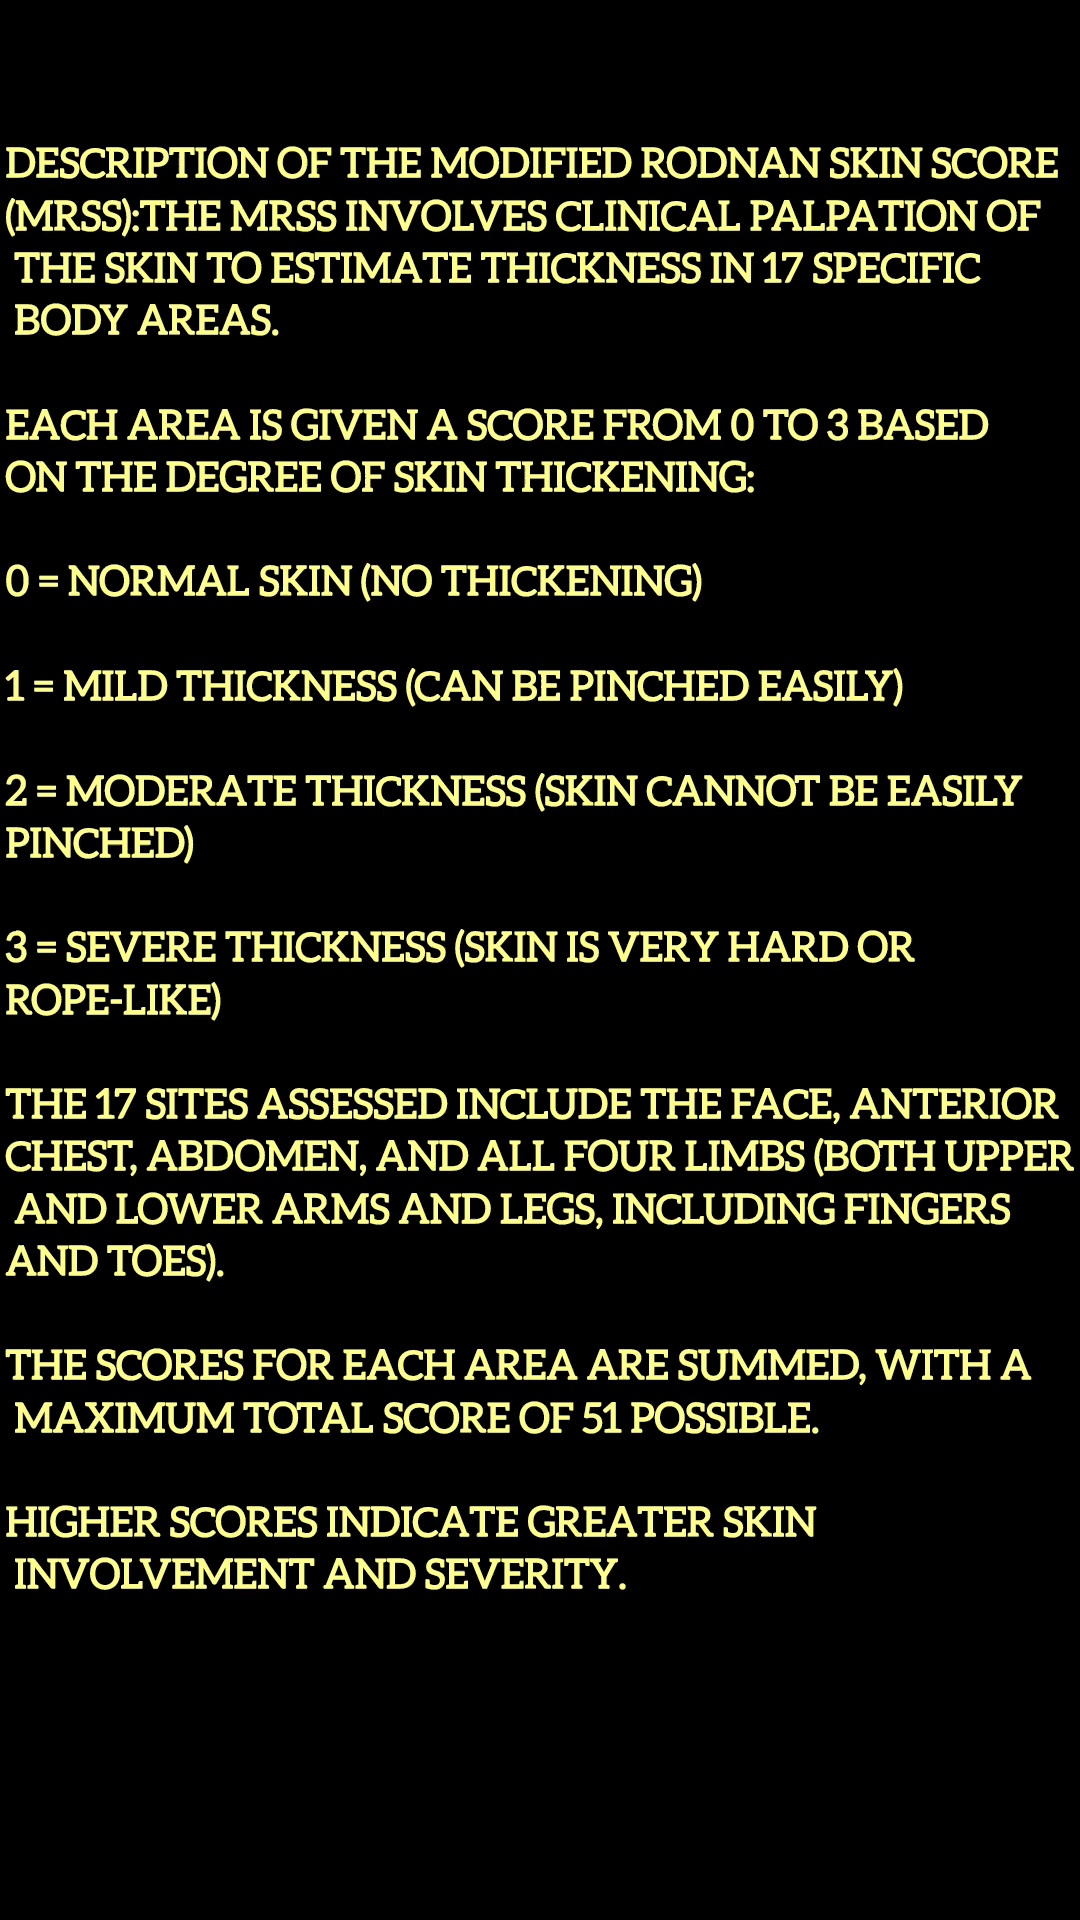 DESCRIPTION OF THE MODIFIED RODNAN SKIN SCORE
(MRSS):THE MRSS INVOLVES CLINICAL PALPATION OF
THE SKIN TO ESTIMATE THICKNESS IN 17 SPECIFIC
BODY AREAS.
EACH AREA IS GIVEN A SCORE FROM 0 TO 3 BASED
ON THE DEGREE OF SKIN THICKENING:
0 = NORMAL SKIN (NO THICKENING)
1 = MILD THICKNESS (CAN BE PINCHED EASILY)
2 = MODERATE THICKNESS (SKIN CANNOT BE EASILY
PINCHED)
3 = SEVERE THICKNESS (SKIN IS VERY HARD OR
ROPE-LIKE)
THE 17 SITES ASSESSED INCLUDE THE FACE, ANTERIOR
CHEST, ABDOMEN, AND ALL FOUR LIMBS (BOTH UPPER
AND LOWER ARMS AND LEGS, INCLUDING FINGERS
AND TOES).
THE SCORES FOR EACH AREA ARE SUMMED, WITH A
MAXIMUM TOTAL SCORE OF 51 POSSIBLE.
HIGHER SCORES INDICATE GREATER SKIN
INVOLVEMENT AND SEVERITY.